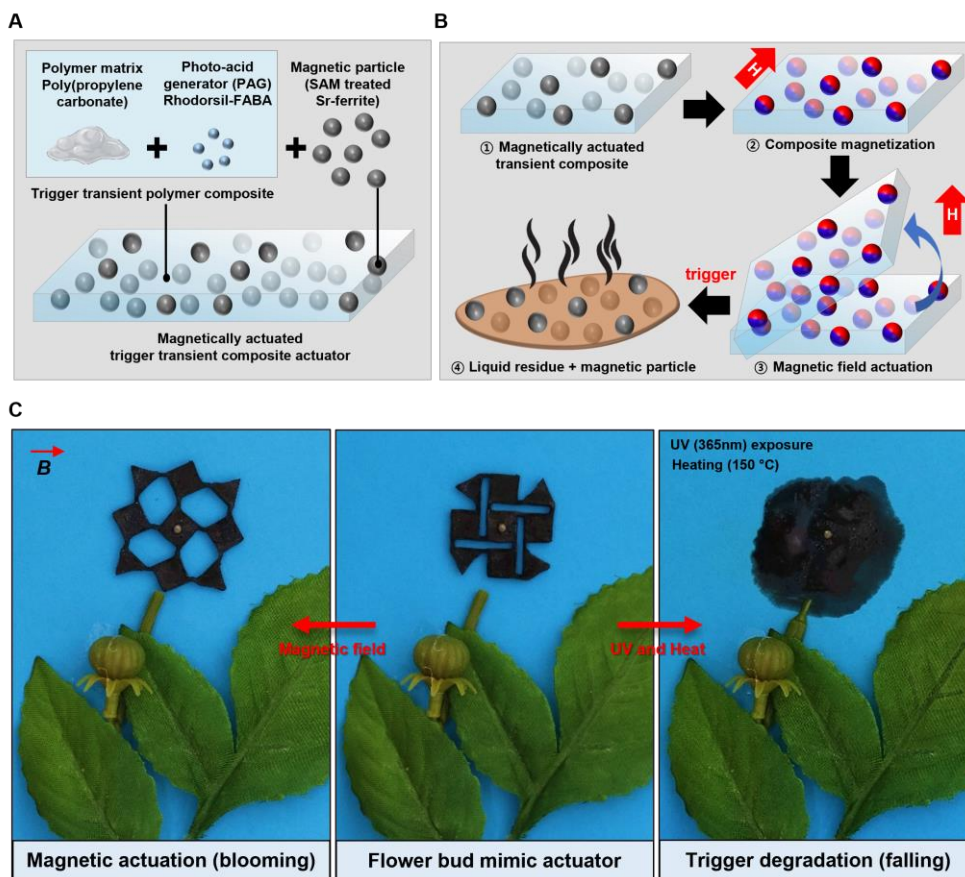 A
Polymer matrix
Poly(propylene
carbonate)
+
Photo-acid
generator (PAG)
Rhodorsil-FABA
+
Magnetic particle
(SAM treated
Sr-ferrite)
Trigger transient polymer composite
Magnetically actuated
trigger transient composite actuator
B
① Magnetically actuated
transient composite
H
② Composite magnetization
H
③ Magnetic field actuation
trigger
④ Liquid residue + magnetic particle
C
B
Magnetic field
Magnetic actuation (blooming)
Flower bud mimic actuator
UV (365nm) exposure
Heating (150 °C)
UV and Heat
Trigger degradation (falling)